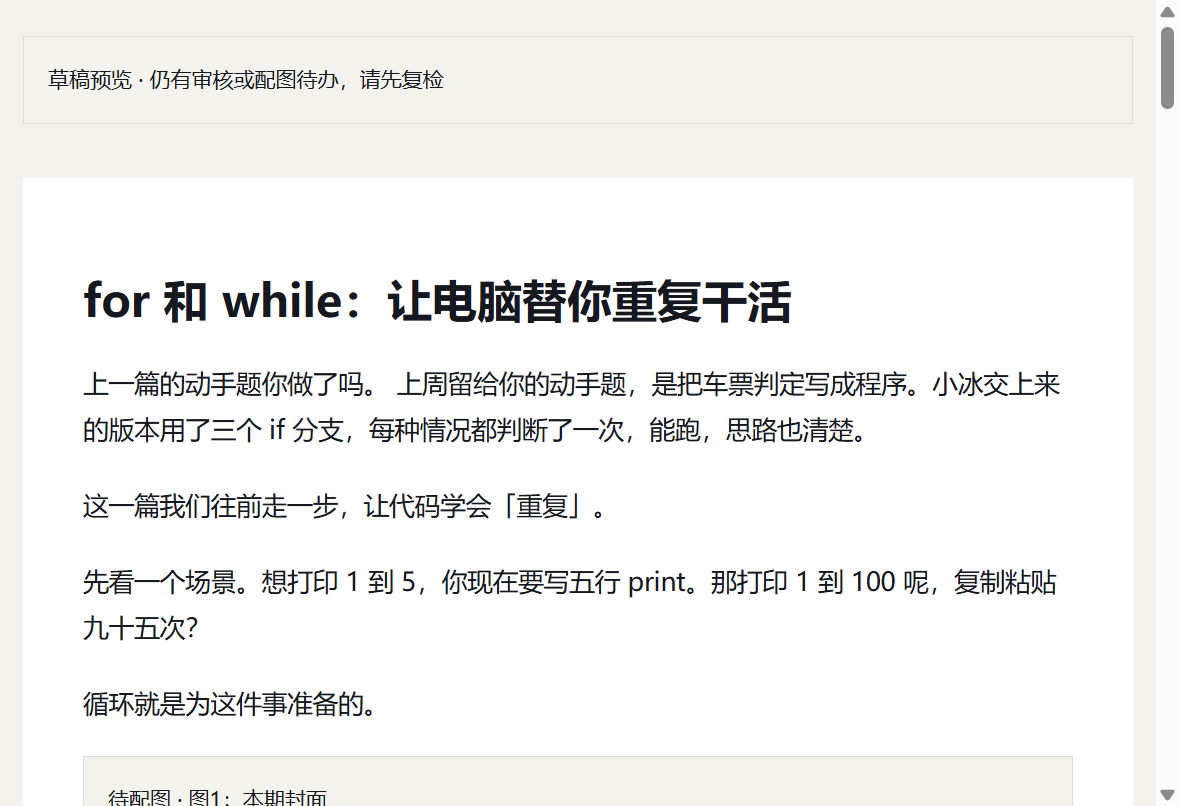 草稿预览 · 仍有审核或配图待办，请先复检
for 和 while：让电脑替你重复干活
上一篇的动手题你做了吗。 上周留给你的动手题，是把车票判定写成程序。小冰交上来
的版本用了三个 if 分支，每种情况都判断了一次，能跑，思路也清楚。
这一篇我们往前走一步，让代码学会「重复」。
先看一个场景。想打印 1 到 5，你现在要写五行 print。那打印 1 到 100 呢，复制粘贴
九十五次？
循环就是为这件事准备的。
待配图 · 图1：本期封面